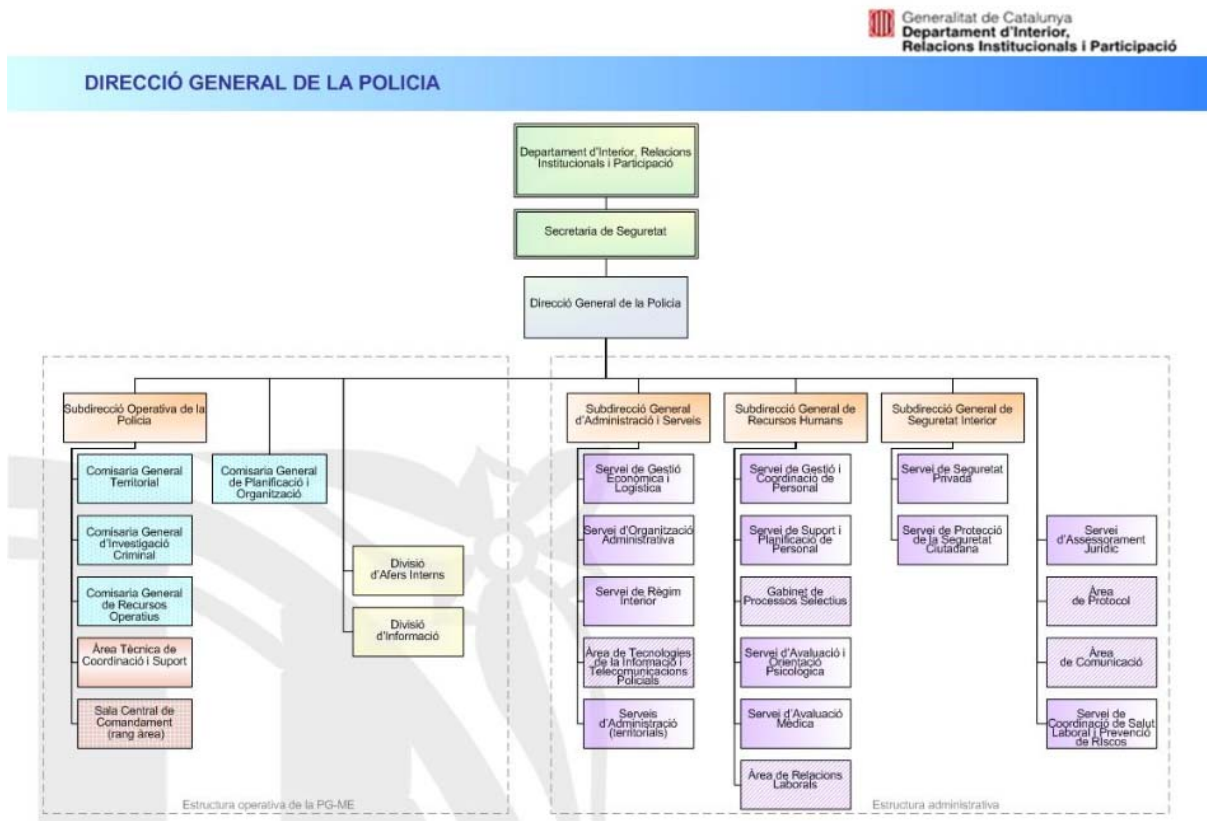 Generalitat de Catalunya
Departament d'Interior,
Relacions Institucionals i Participació
DIRECCIÓ GENERAL DE LA POLICIA
Departament d'Interior, Relacions
Institucionals i Participació
Secretaria de Seguretat
Direcció General de la Policia
Subdirecció Operativa de la
Policia
Comisaria General
Territorial
Comisaria General
d'Investigació
Criminal
Comisaria General
de Recursos
Operatius
Àrea Tècnica de
Coordinació i Suport
Sala Central de
Comandament
(rang àrea)
Comisaria General
de Planificació i
Organització
Divisió
d'Afers Interns
Divisió
d'Informació
Estructura operativa de la PG-ME
Subdirecció General
d'Administració i Serveis
Servei de Gestió
Econòmica i
Logística
Servei d'Organització
Administrativa
Servei de Règim
Interior
Àrea de Tecnologies
de la Informació i
Telecomunicacions
Policials
Serveis
d'Administració
(territorials)
Subdirecció General de
Recursos Humans
Servei de Gestió i
Coordinació de
Personal
Servei de Suport i
Planificació de
Personal
Gabinet de
Processos Selectius
Servei d'Avaluació i
Orientació
Psicològica
Servei d'Avaluació
Mèdica
Àrea de Relacions
Laborals
Subdirecció General de
Seguretat Interior
Servei de Seguretat
Privada
Servei de Protecció
de la Seguretat
Ciutadana
Servei
d'Assessorament
Jurídic
Àrea
de Protocol
Àrea
de Comunicació
Servei de
Coordinació de Salut
Laboral i Prevenció
de RIscos
Estructura administrativa